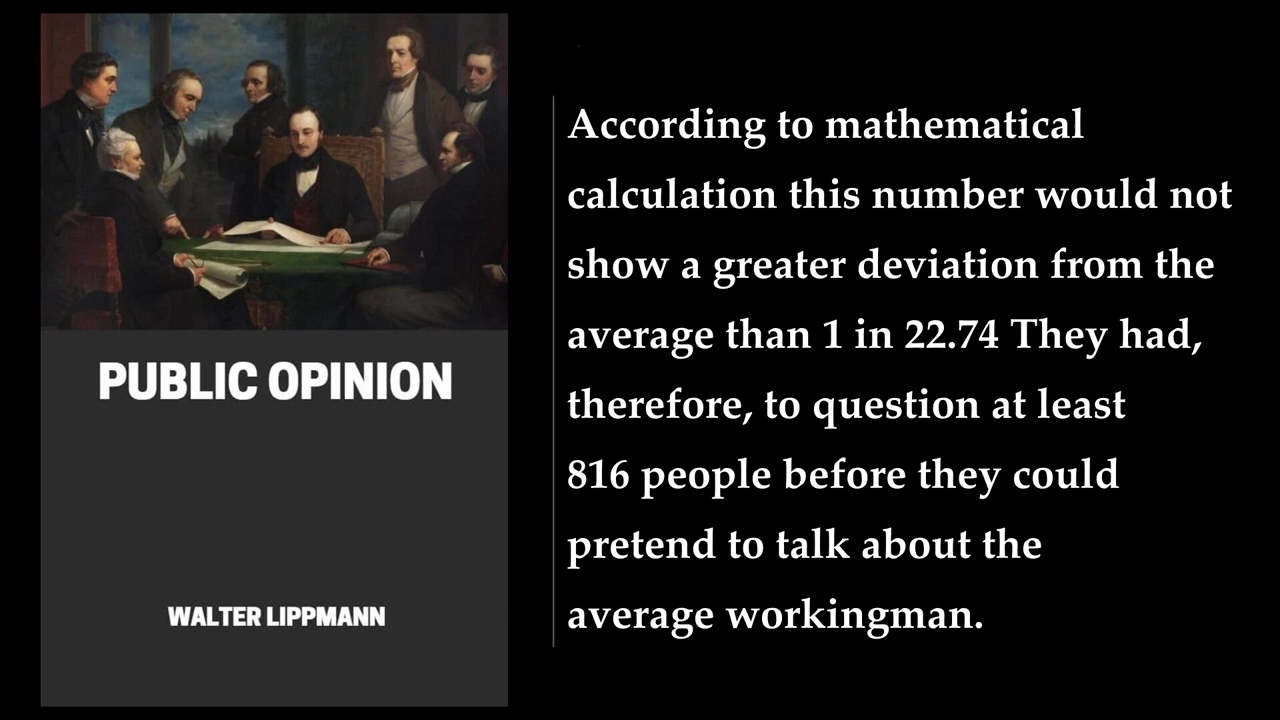 PUBLIC OPINION
WALTER LIPPMANN
According to mathematical
calculation this number would not
show a greater deviation from the
average than 1 in 22.74 They had,
therefore, to question at least
816 people before they could
pretend to talk about the
average workingman.